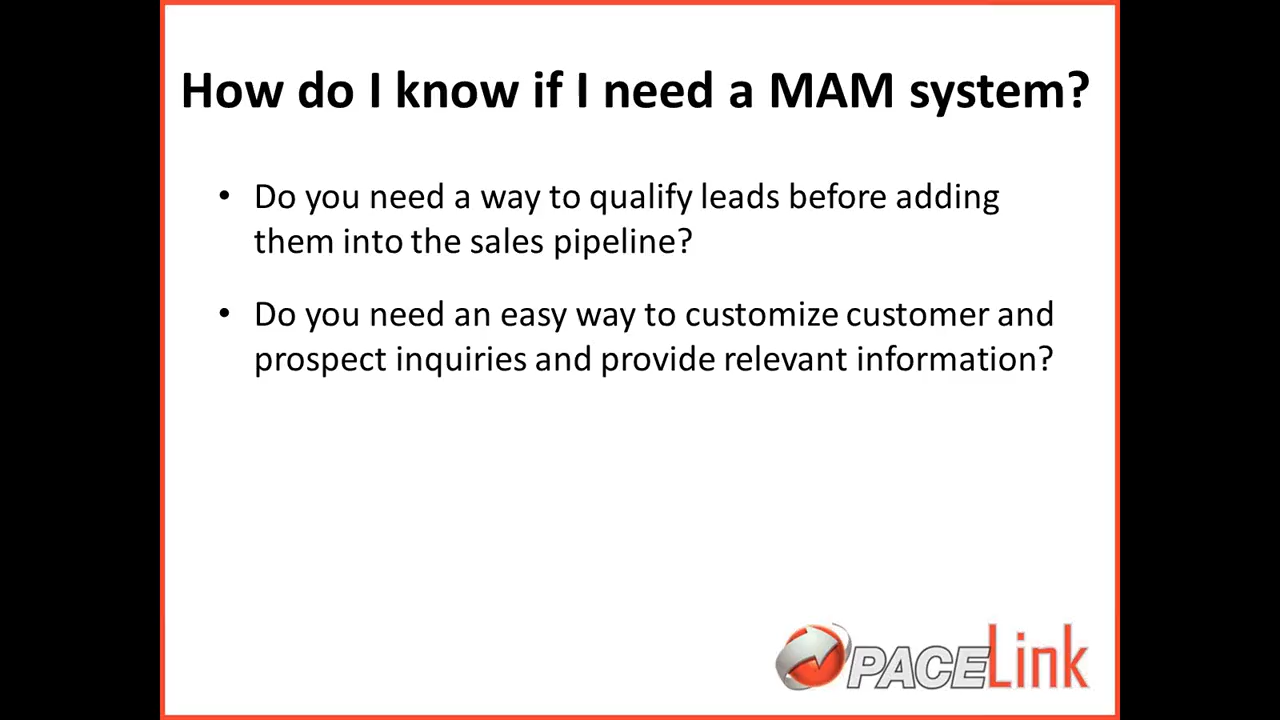 How do I know if I need a MAM system?
• Do you need a way to qualify leads before adding
them into the sales pipeline?
• Do you need an easy way to customize customer and
prospect inquiries and provide relevant information?
PACELink